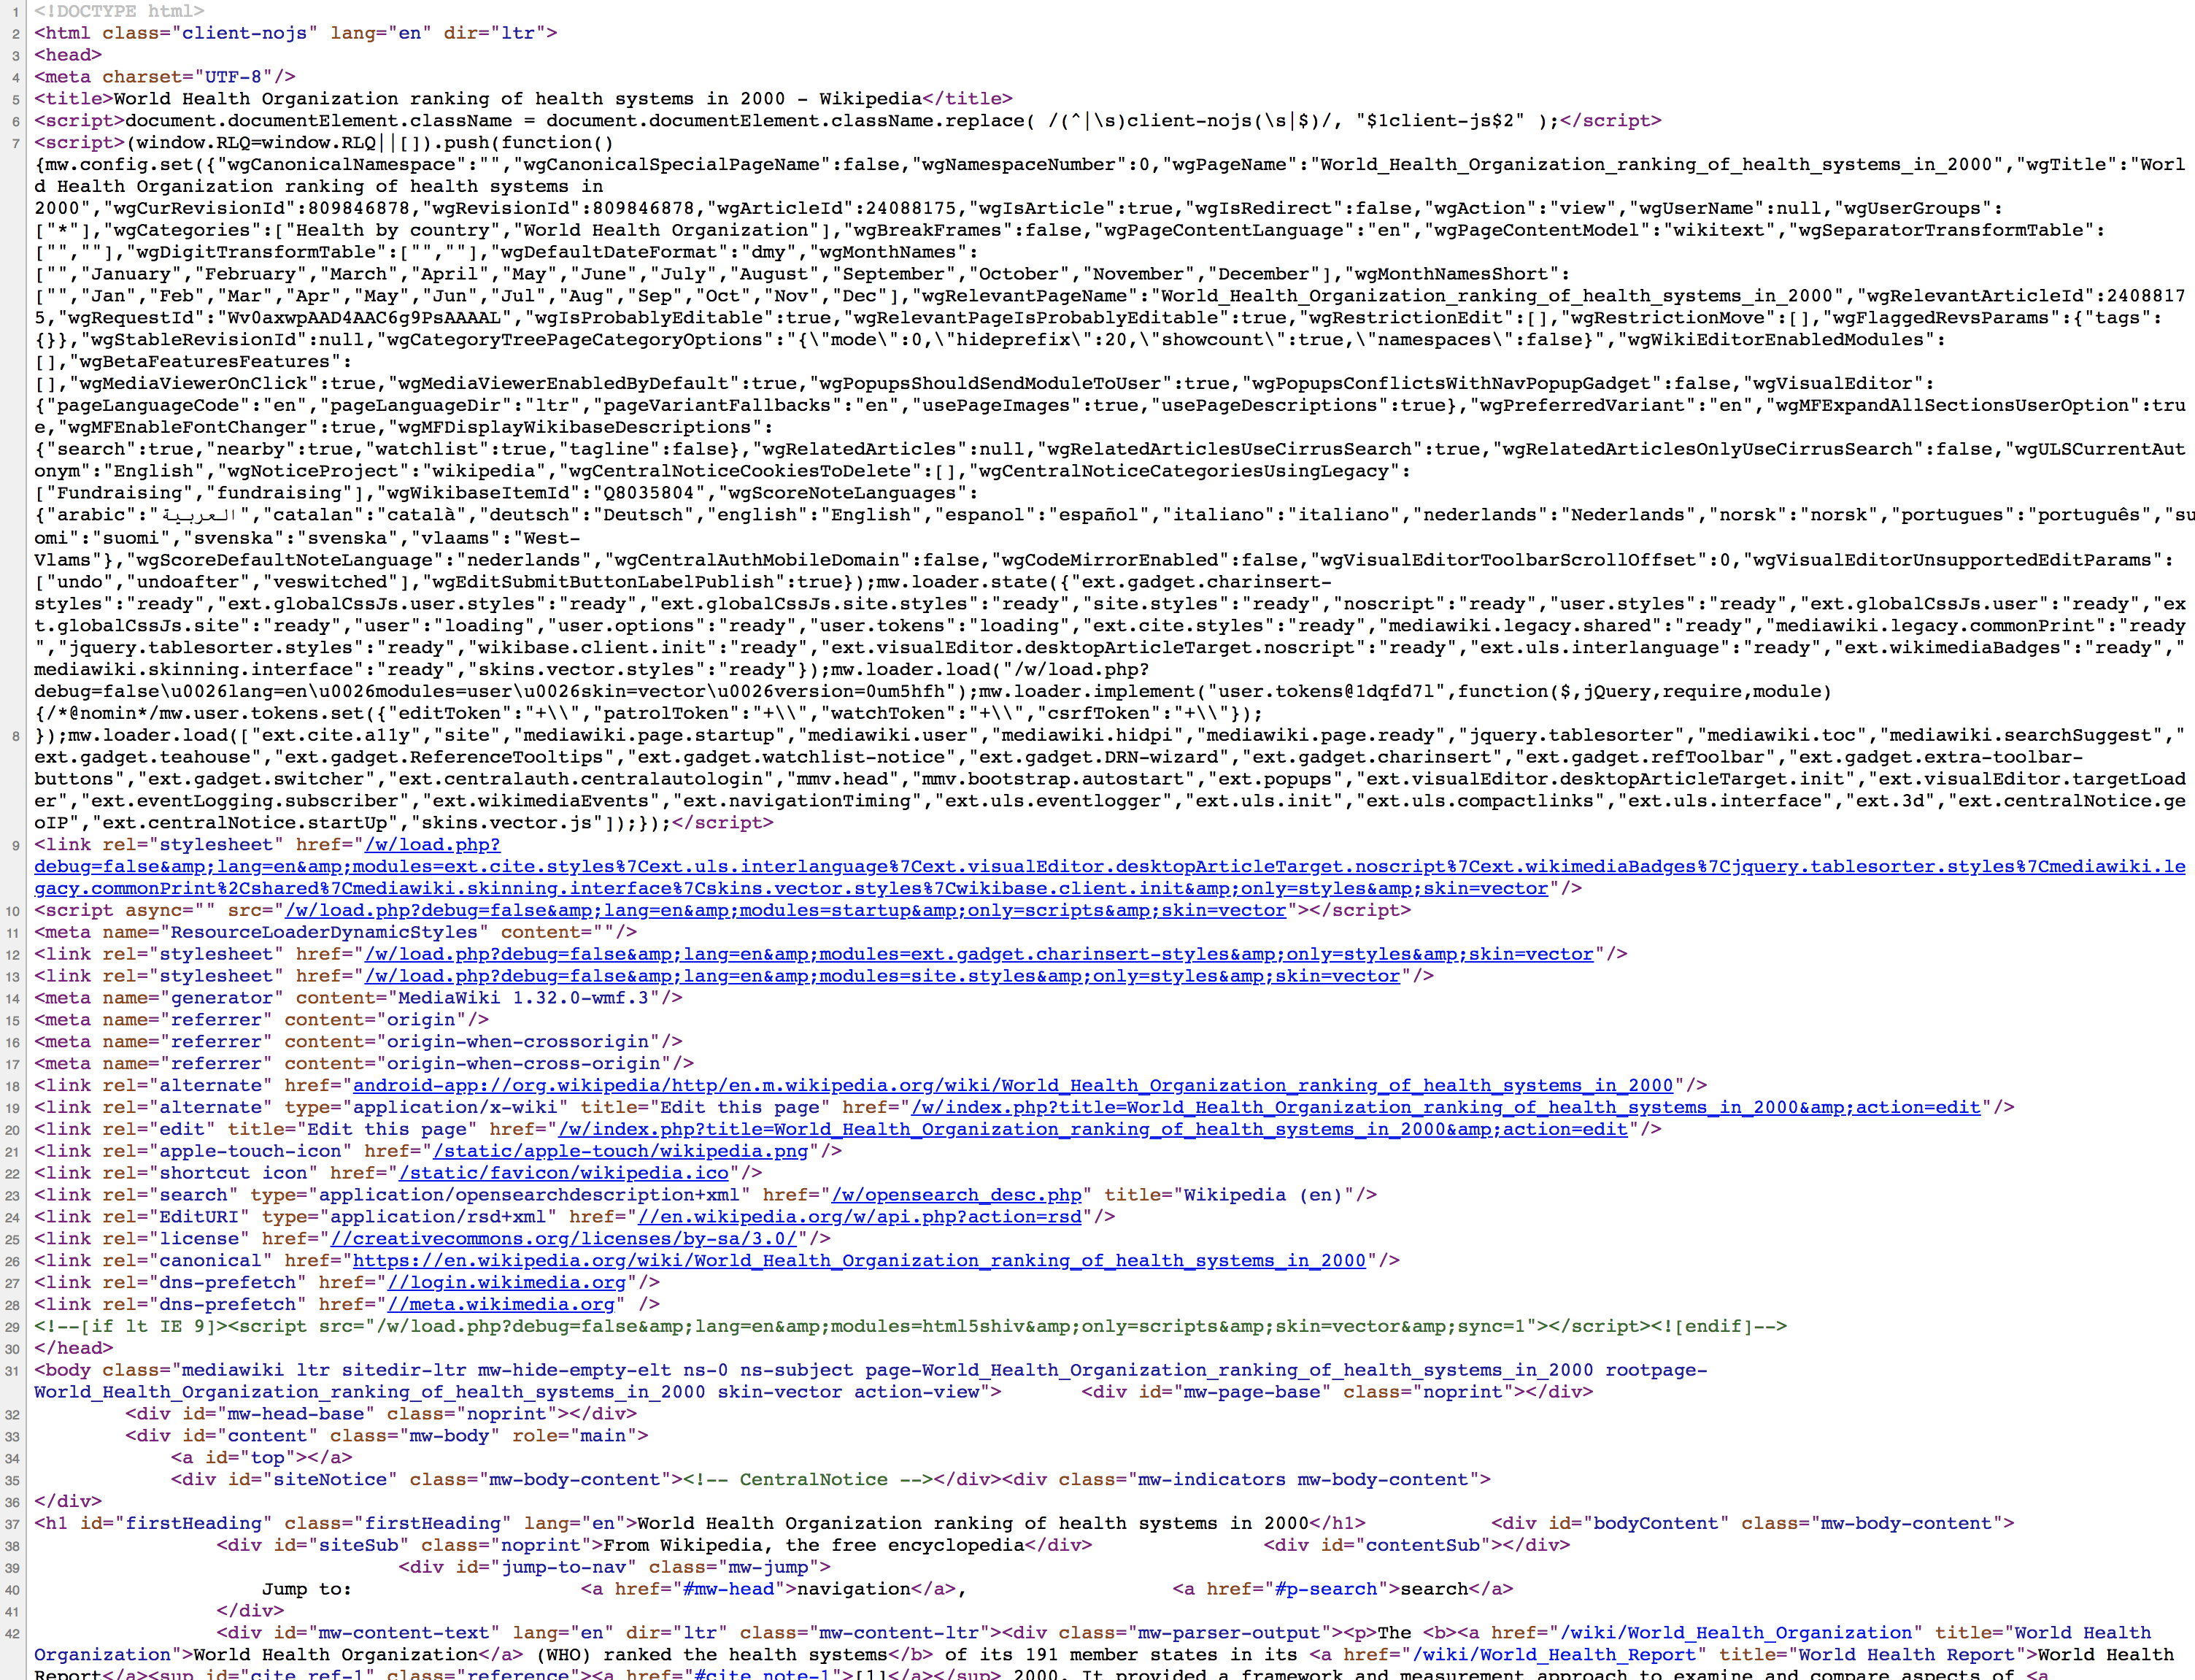 1 <!DOCTYPE html>
2 <html class="client-nojs" lang="en" dir="ltr">
3 <head>
4 <meta charset="UTF-8"/>
5 <title>World Health Organization ranking of health systems in 2000 - Wikipedia</title>
6 <script>document.documentElement.className = document.documentElement.className.replace( /(^|\s)client-nojs(\s|$)/, "$1client-js$2" );</script>
7 <script>(window.RLQ=window.RLQ||[]).push(function()
{mw.config.set({"wgCanonicalNamespace":"","wgCanonicalSpecialPageName":false,"wgNamespaceNumber":0,"wgPageName":"World_Health_Organization_ranking_of_health_systems_in_2000","wgTitle":"Worl
d Health Organization ranking of health systems in
2000","wgCurRevisionId":809846878,"wgRevisionId":809846878,"wgArticleId":24088175,"wgIsArticle":true,"wgIsRedirect":false,"wgAction":"view","wgUserName":null,"wgUserGroups":
["*"],"wgCategories":["Health by country","World Health Organization"],"wgBreakFrames":false,"wgPageContentLanguage":"en","wgPageContentModel":"wikitext","wgSeparatorTransformTable":
["",""],"wgDigitTransformTable":["",""],"wgDefaultDateFormat":"dmy","wgMonthNames":
["","January","February","March","April","May","June","July","August","September","October","November","December"],"wgMonthNamesShort":
["","Jan","Feb","Mar","Apr","May","Jun","Jul","Aug","Sep","Oct","Nov","Dec"],"wgRelevantPageName":"World_Health_Organization_ranking_of_health_systems_in_2000","wgRelevantArticleId":2408817
5,"wgRequestId":"Wv0axwpAAD4AAC6g9PsAAAAL","wgIsProbablyEditable":true,"wgRelevantPageIsProbablyEditable":true,"wgRestrictionEdit":[],"wgRestrictionMove":[],"wgFlaggedRevsParams":{"tags":
{}},"wgStableRevisionId":null,"wgCategoryTreePageCategoryOptions":"{\"mode\":0,\"hideprefix\":20,\"showcount\":true,\"namespaces\":false}","wgWikiEditorEnabledModules":
[],"wgBetaFeaturesFeatures":
[],"wgMediaViewerOnClick":true,"wgMediaViewerEnabledByDefault":true,"wgPopupsShouldSendModuleToUser":true,"wgPopupsConflictsWithNavPopupGadget":false,"wgVisualEditor":
{"pageLanguageCode":"en","pageLanguageDir":"ltr","pageVariantFallbacks":"en","usePageImages":true,"usePageDescriptions":true},"wgPreferredVariant":"en","wgMFExpandAllSectionsUserOption":tru
e,"wgMFEnableFontChanger":true,"wgMFDisplayWikibaseDescriptions":
{"search":true,"nearby":true,"watchlist":true,"tagline":false},"wgRelatedArticles":null,"wgRelatedArticlesUseCirrusSearch":true,"wgRelatedArticlesOnlyUseCirrusSearch":false,"wgULSCurrentAut
onym":"English","wgNoticeProject":"wikipedia","wgCentralNoticeCookiesToDelete":[],"wgCentralNoticeCategoriesUsingLegacy":
["Fundraising","fundraising"],"wgWikibaseItemId":"Q8035804","wgScoreNoteLanguages":
{"arabic":"العربية","catalan":"català","deutsch":"Deutsch","english":"English","espanol":"español","italiano":"italiano","nederlands":"Nederlands","norsk":"norsk","portugues":"português","su
omi":"suomi","svenska":"svenska","vlaams":"West-
Vlams"},"wgScoreDefaultNoteLanguage":"nederlands","wgCentralAuthMobileDomain":false,"wgCodeMirrorEnabled":false,"wgVisualEditorToolbarScrollOffset":0,"wgVisualEditorUnsupportedEditParams":
["undo","undoafter","veswitched"],"wgEditSubmitButtonLabelPublish":true});mw.loader.state({"ext.gadget.charinsert-
styles":"ready","ext.globalCssJs.user.styles":"ready","ext.globalCssJs.site.styles":"ready","site.styles":"ready","noscript":"ready","user.styles":"ready","ext.globalCssJs.user":"ready","ex
t.globalCssJs.site":"ready","user":"loading","user.options":"ready","user.tokens":"loading","ext.cite.styles":"ready","mediawiki.legacy.shared":"ready","mediawiki.legacy.commonPrint":"ready
","jquery.tablesorter.styles":"ready","wikibase.client.init":"ready","ext.visualEditor.desktopArticleTarget.noscript":"ready","ext.uls.interlanguage":"ready","ext.wikimediaBadges":"ready","
mediawiki.skinning.interface":"ready","skins.vector.styles":"ready"});mw.loader.load("/w/load.php?
debug=false\u0026lang=en\u0026modules=user\u0026skin=vector\u0026version=0um5hfh");mw.loader.implement("user.tokens@1dqfd7l",function($,jQuery,require,module)
{/*@nomin*/mw.user.tokens.set({"editToken":"+\\","patrolToken":"+\\","watchToken":"+\\","csrfToken":"+\\"});
8 });mw.loader.load(["ext.cite.a11y","site","mediawiki.page.startup","mediawiki.user","mediawiki.hidpi","mediawiki.page.ready","jquery.tablesorter","mediawiki.toc","mediawiki.searchSuggest","
ext.gadget.teahouse","ext.gadget.ReferenceTooltips","ext.gadget.watchlist-notice","ext.gadget.DRN-wizard","ext.gadget.charinsert","ext.gadget.refToolbar","ext.gadget.extra-toolbar-
buttons","ext.gadget.switcher","ext.centralauth.centralautologin","mmv.head","mmv.bootstrap.autostart","ext.popups","ext.visualEditor.desktopArticleTarget.init","ext.visualEditor.targetLoad
er","ext.eventLogging.subscriber","ext.wikimediaEvents","ext.navigationTiming","ext.uls.eventlogger","ext.uls.init","ext.uls.compactlinks","ext.uls.interface","ext.3d","ext.centralNotice.ge
oIP","ext.centralNotice.startUp","skins.vector.js"]);});</script>
9 <link rel="stylesheet" href="/w/load.php?
debug=false&amp;lang=en&amp;modules=ext.cite.styles%7Cext.uls.interlanguage%7Cext.visualEditor.desktopArticleTarget.noscript%7Cext.wikimediaBadges%7Cjquery.tablesorter.styles%7Cmediawiki.le
gacy.commonPrint%2Cshared%7Cmediawiki.skinning.interface%7Cskins.vector.styles%7Cwikibase.client.init&amp;only=styles&amp;skin=vector"/>
10 <script async="" src="/w/load.php?debug=false&amp;lang=en&amp;modules=startup&amp;only=scripts&amp;skin=vector"></script>
11 <meta name="ResourceLoaderDynamicStyles" content=""/>
12 <link rel="stylesheet" href="/w/load.php?debug=false&amp;lang=en&amp;modules=ext.gadget.charinsert-styles&amp;only=styles&amp;skin=vector"/>
13 <link rel="stylesheet" href="/w/load.php?debug=false&amp;lang=en&amp;modules=site.styles&amp;only=styles&amp;skin=vector"/>
14 <meta name="generator" content="MediaWiki 1.32.0-wmf.3"/>
15 <meta name="referrer" content="origin"/>
16 <meta name="referrer" content="origin-when-crossorigin"/>
17 <meta name="referrer" content="origin-when-cross-origin"/>
18 <link rel="alternate" href="android-app://org.wikipedia/http/en.m.wikipedia.org/wiki/World_Health_Organization_ranking_of_health_systems_in_2000"/>
19 <link rel="alternate" type="application/x-wiki" title="Edit this page" href="/w/index.php?title=World_Health_Organization_ranking_of_health_systems_in_2000&amp;action=edit"/>
20 <link rel="edit" title="Edit this page" href="/w/index.php?title=World_Health_Organization_ranking_of_health_systems_in_2000&amp;action=edit"/>
21 <link rel="apple-touch-icon" href="/static/apple-touch/wikipedia.png"/>
22 <link rel="shortcut icon" href="/static/favicon/wikipedia.ico"/>
23 <link rel="search" type="application/opensearchdescription+xml" href="/w/opensearch_desc.php" title="Wikipedia (en)"/>
24 <link rel="EditURI" type="application/rsd+xml" href="//en.wikipedia.org/w/api.php?action=rsd"/>
25 <link rel="license" href="//creativecommons.org/licenses/by-sa/3.0/"/>
26 <link rel="canonical" href="https://en.wikipedia.org/wiki/World_Health_Organization_ranking_of_health_systems_in_2000"/>
27 <link rel="dns-prefetch" href="//login.wikimedia.org"/>
28 <link rel="dns-prefetch" href="//meta.wikimedia.org" />
29 <!--[if lt IE 9]><script src="/w/load.php?debug=false&amp;lang=en&amp;modules=html5shiv&amp;only=scripts&amp;skin=vector&amp;sync=1"></script><![endif]-->
30 </head>
31 <body class="mediawiki ltr sitedir-ltr mw-hide-empty-elt ns-0 ns-subject page-World_Health_Organization_ranking_of_health_systems_in_2000 rootpage-
World_Health_Organization_ranking_of_health_systems_in_2000 skin-vector action-view"> <div id="mw-page-base" class="noprint"></div>
32 <div id="mw-head-base" class="noprint"></div>
33 <div id="content" class="mw-body" role="main">
34 <a id="top"></a>
35 <div id="siteNotice" class="mw-body-content"><!-- CentralNotice --></div><div class="mw-indicators mw-body-content">
36 </div>
37 <h1 id="firstHeading" class="firstHeading" lang="en">World Health Organization ranking of health systems in 2000</h1> <div id="bodyContent" class="mw-body-content">
38 <div id="siteSub" class="noprint">From Wikipedia, the free encyclopedia</div> <div id="contentSub"></div>
39 <div id="jump-to-nav" class="mw-jump">
40 Jump to: <a href="#mw-head">navigation</a>, <a href="#p-search">search</a>
41 </div>
42 <div id="mw-content-text" lang="en" dir="ltr" class="mw-content-ltr"><div class="mw-parser-output"><p>The <b><a href="/wiki/World_Health_Organization" title="World Health
Organization">World Health Organization</a> (WHO) ranked the health systems</b> of its 191 member states in its <a href="/wiki/World_Health_Report" title="World Health Report">World Health
Report</a><sup id="cite_ref-1" class="reference"><a href="#cite_note-1">[1]</a></sup> 2000. It provided a framework and measurement approach to examine and compare aspects of <a